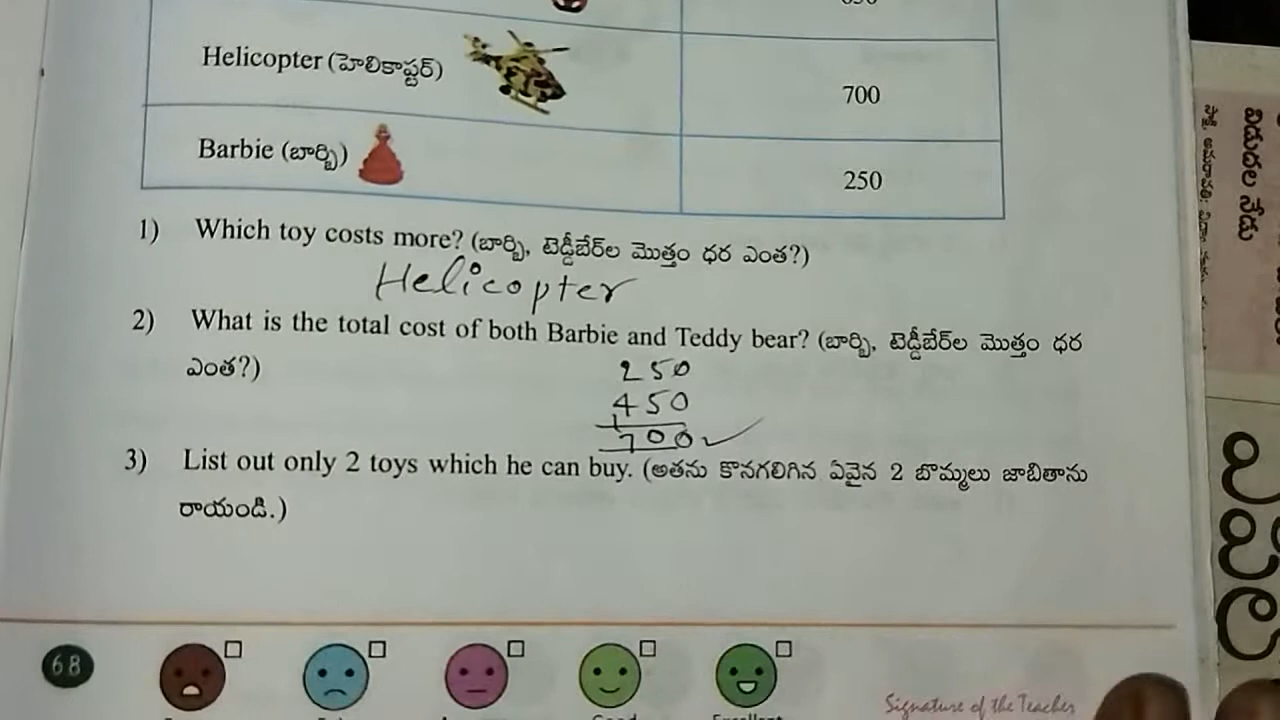 Helicopter (హెలికాప్టర్)
700
Barbie (బార్బి)
250
1) Which toy costs more? (బార్బి, టెడ్డీబేర్‌ల మొత్తం ధర ఎంత?)
Helicopter
2) What is the total cost of both Barbie and Teddy bear? (బార్బి, టెడ్డీబేర్‌ల మొత్తం ధర
ఎంత?)
250
450
700
3) List out only 2 toys which he can buy. (అతను కొనగలిగిన ఏవైన 2 బొమ్మలు జాబితాను
రాయండి.)
68
Signature of the Teacher
విడుదల నేడు